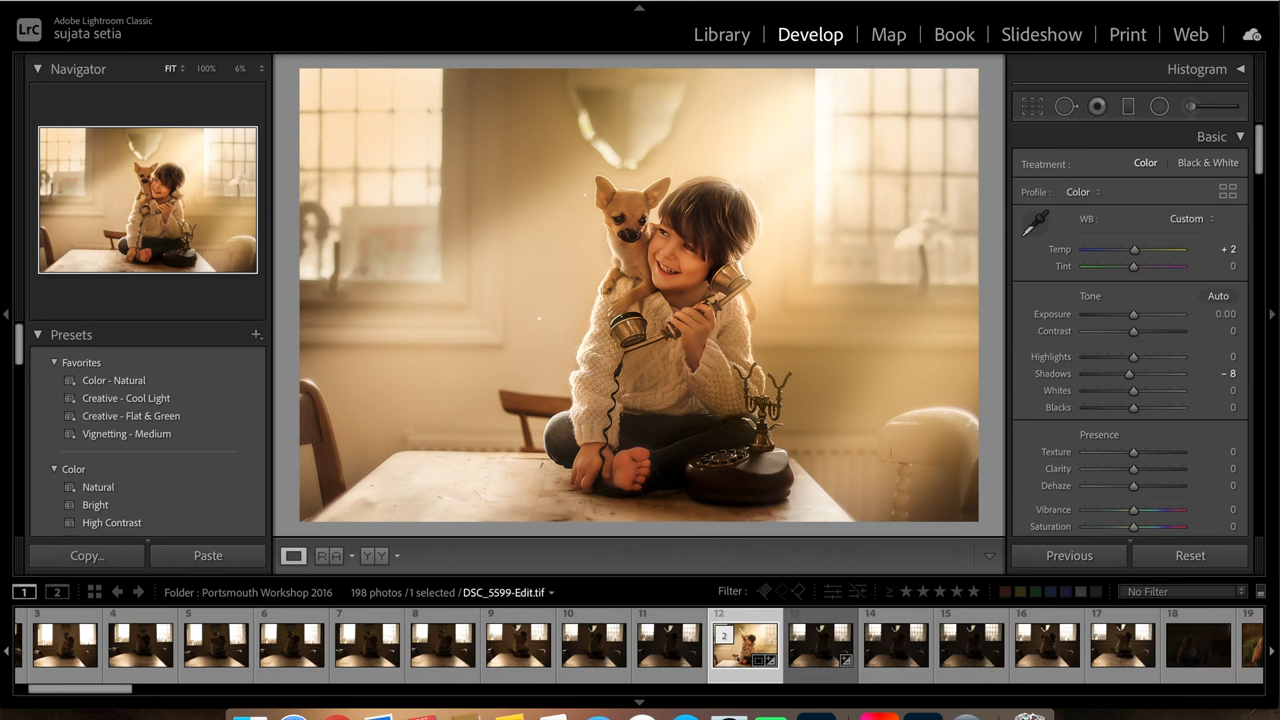 LrC
Adobe Lightroom Classic
sujata setia
Library | Develop | Map | Book | Slideshow | Print | Web
Navigator FIT 100% 6%
Presets
Favorites
Color - Natural
Creative - Cool Light
Creative - Flat & Green
Vignetting - Medium
Color
Natural
Bright
High Contrast
Copy... Paste
Histogram
Basic
Treatment : Color Black & White
Profile : Color
WB : Custom
Temp + 2
Tint 0
Tone Auto
Exposure 0.00
Contrast 0
Highlights 0
Shadows – 8
Whites 0
Blacks 0
Presence
Texture 0
Clarity 0
Dehaze 0
Vibrance 0
Saturation 0
Previous Reset
RA YY
1 2 Folder : Portsmouth Workshop 2016 198 photos / 1 selected / DSC_5599-Edit.tif Filter : ≥ ★★★★★ No Filter
3 4 5 6 7 8 9 10 11 12 13 14 15 16 17 18 19
2